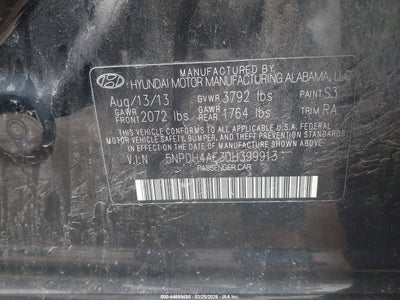 MANUFACTURED BY
HYUNDAI MOTOR MANUFACTURING ALABAMA, LLC
Aug/13/13 GVWR 3792 lbs PAINT S3
GAWR FRONT 2072 lbs GAWR REAR 1764 lbs TRIM RA
THIS VEHICLE CONFORMS TO ALL APPLICABLE U.S. FEDERAL
MOTOR VEHICLE SAFETY, BUMPER, AND THEFT PREVENTION
STANDARDS IN EFFECT ON THE DATE OF MANUFACTURE SHOWN ABOVE.
V.I.N 5NPDH4AE3DH399913
PASSENGER CAR